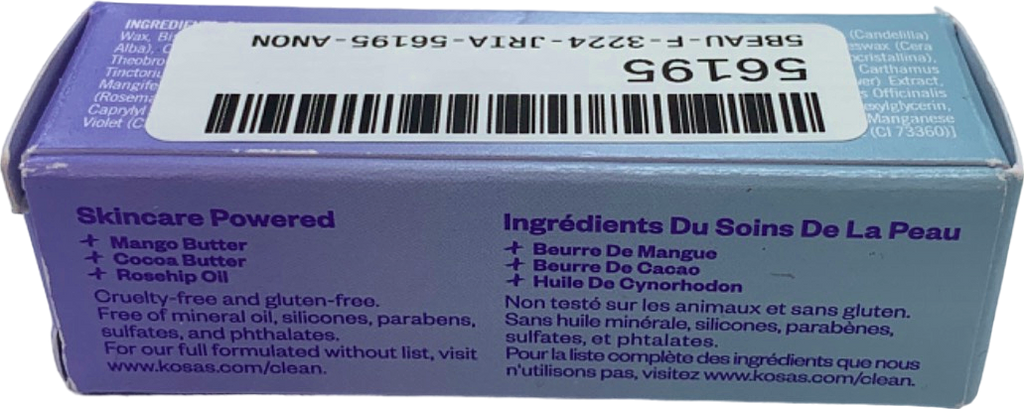 INGREDIENTS
Wax, Bis
Alba), C
Theobro
Tinctoriu
Mangife
(Rosema
Caprylyl
Violet (C
(Candelilla)
eswax (Cera
ocristallina),
Carthamus
er) Extract,
s Officinalis
exylglycerin,
Manganese
(CI 73360)]
5BEAU-F-3224-JRIA-56195-ANON
56195
Skincare Powered
+ Mango Butter
+ Cocoa Butter
+ Rosehip Oil
Cruelty-free and gluten-free.
Free of mineral oil, silicones, parabens,
sulfates, and phthalates.
For our full formulated without list, visit
www.kosas.com/clean.
Ingrédients Du Soins De La Peau
+ Beurre De Mangue
+ Beurre De Cacao
+ Huile De Cynorhodon
Non testé sur les animaux et sans gluten.
Sans huile minérale, silicones, parabènes,
sulfates, et phtalates.
Pour la liste complète des ingrédients que nous
n'utilisons pas, visitez www.kosas.com/clean.